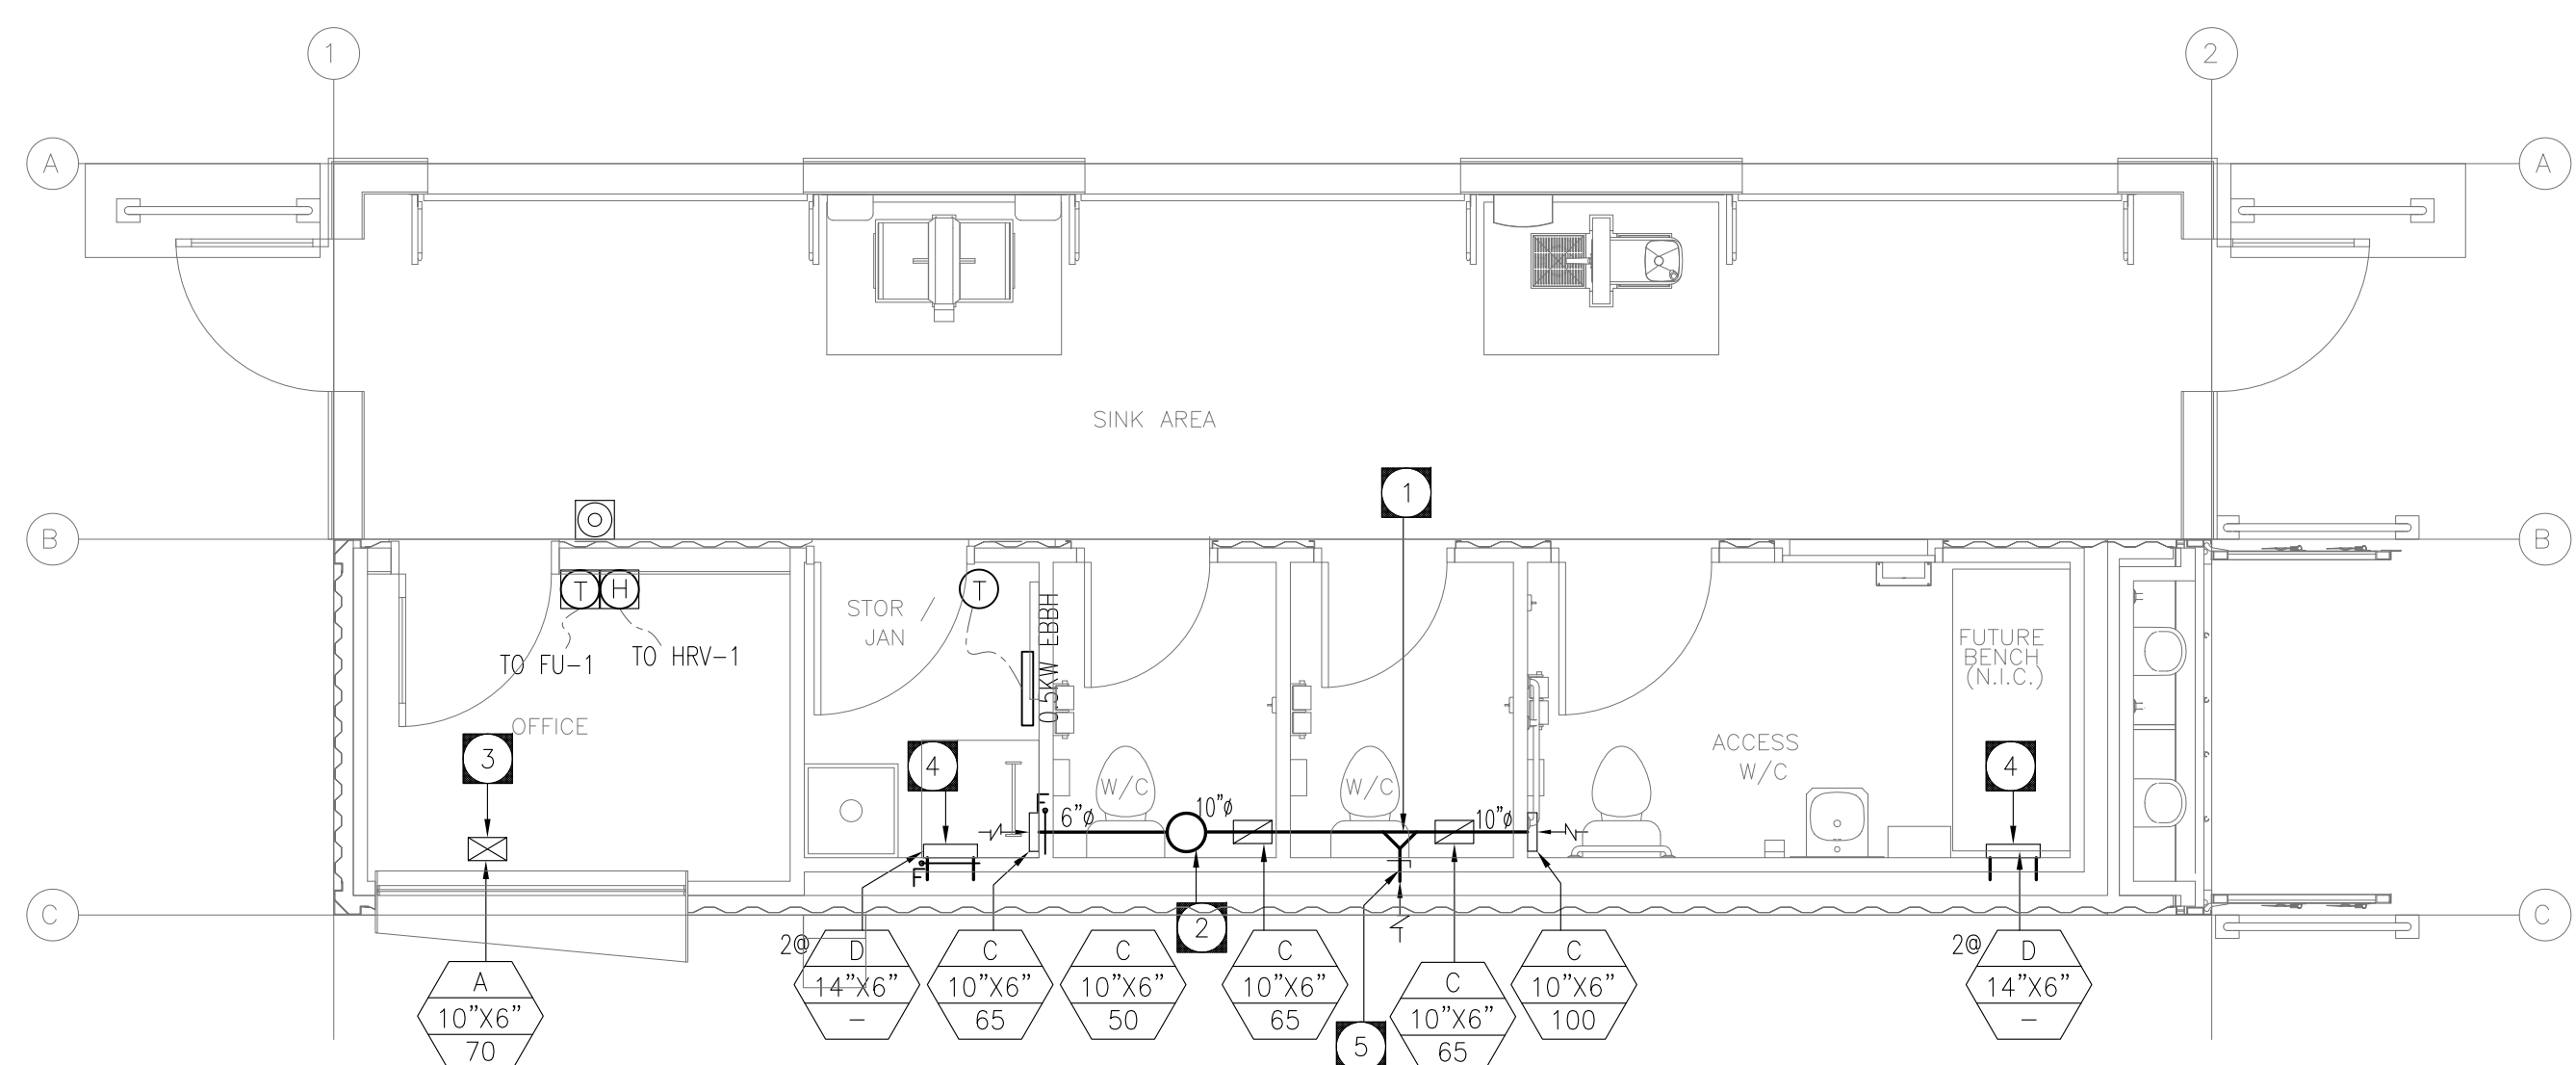 1
2
A
A
SINK AREA
1
B
B
T
H
T
STOR /
JAN
0.5KW EBBH
TO FU-1
TO HRV-1
FUTURE
BENCH
(N.I.C.)
OFFICE
3
4
ACCESS
W/C
4
W/C
W/C
F
6"ø
10"ø
10"ø
F
C
C
2
2@
D
14"X6"
-
C
10"X6"
65
C
10"X6"
50
C
10"X6"
65
C
10"X6"
100
2@
D
14"X6"
-
A
10"X6"
70
5
C
10"X6"
65